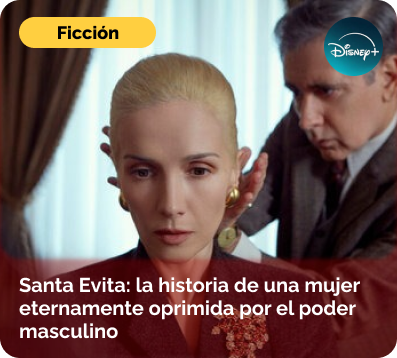 Ficción
Disney+
Santa Evita: la historia de una mujer
eternamente oprimida por el poder
masculino